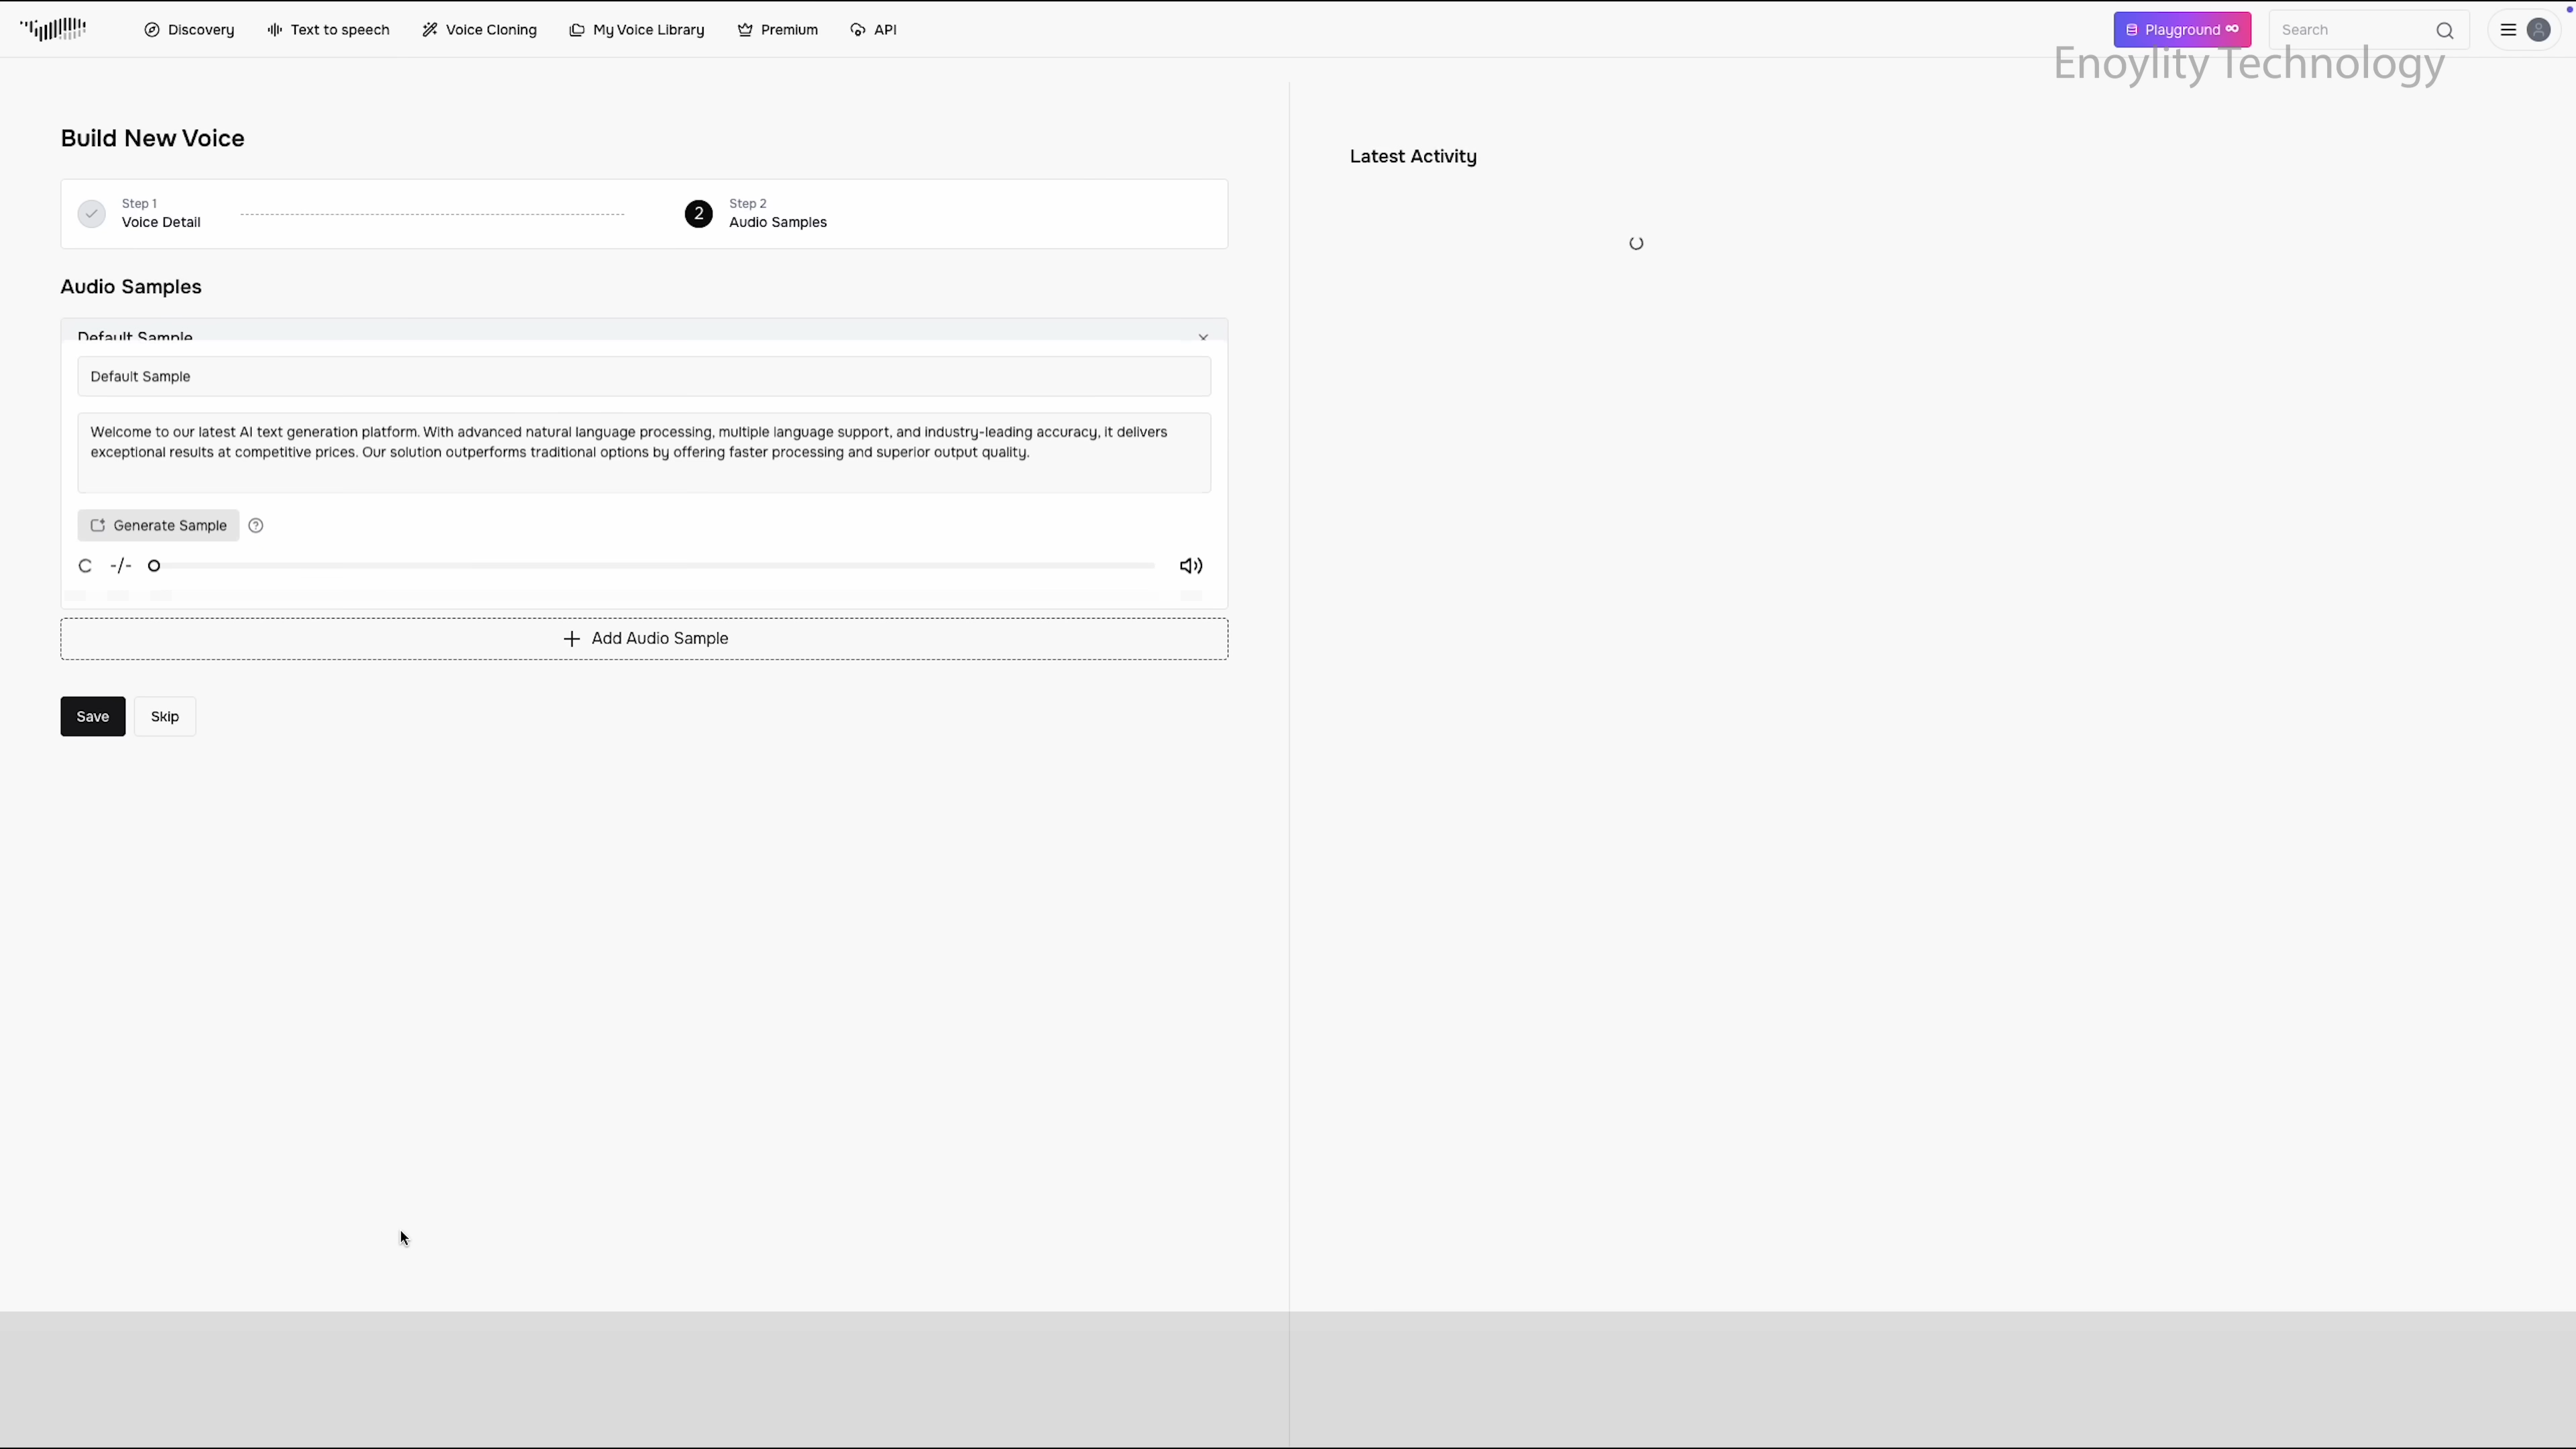 Discovery
Text to speech
Voice Cloning
My Voice Library
Premium
API
Playground ∞
Search
Enoylity Technology
Build New Voice
Step 1
Voice Detail
2
Step 2
Audio Samples
Latest Activity
Audio Samples
Default Sample
Default Sample
Welcome to our latest AI text generation platform. With advanced natural language processing, multiple language support, and industry-leading accuracy, it delivers
exceptional results at competitive prices. Our solution outperforms traditional options by offering faster processing and superior output quality.
Generate Sample ?
-/-
+ Add Audio Sample
Save
Skip